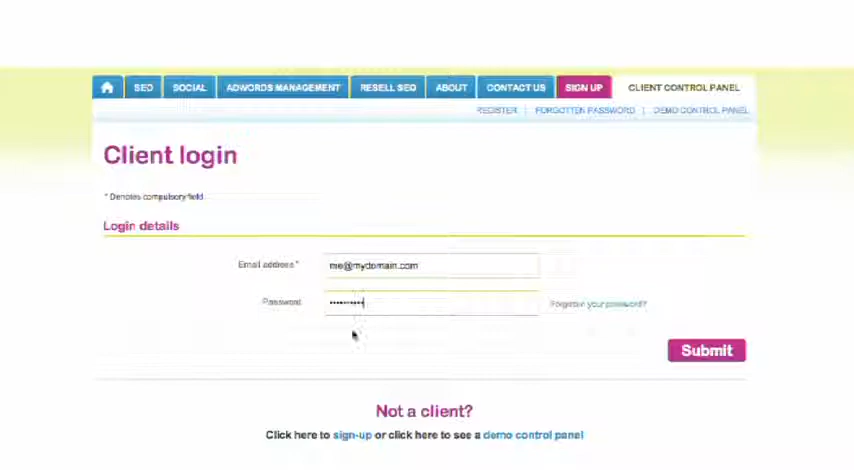 SEO SOCIAL ADWORDS MANAGEMENT RESELL SEO ABOUT CONTACT US SIGN UP CLIENT CONTROL PANEL
REGISTER | FORGOTTEN PASSWORD | DEMO CONTROL PANEL
Client login
* Denotes compulsory field
Login details
Email address * me@mydomain.com
Password Forgotten your password?
Submit
Not a client?
Click here to sign-up or click here to see a demo control panel